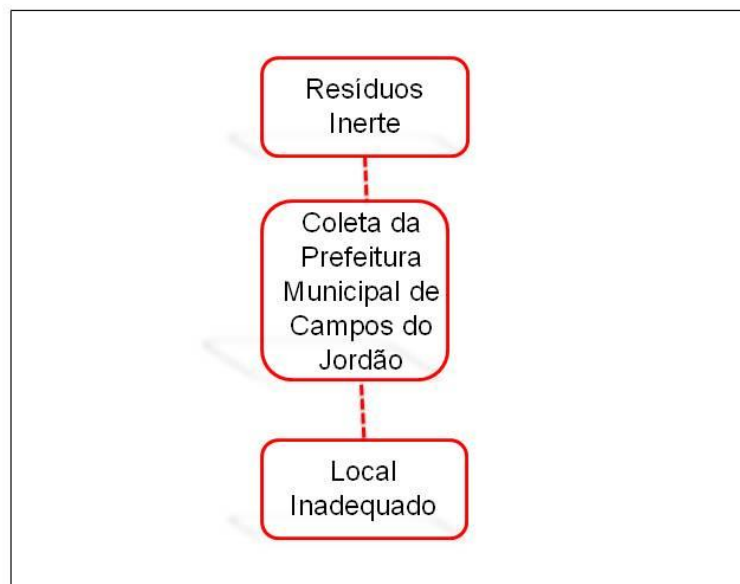 Resíduos
Inerte
Coleta da
Prefeitura
Municipal de
Campos do
Jordão
Local
Inadequado